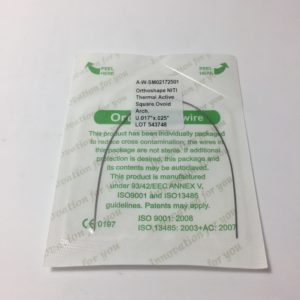 PEEL
HERE
PEEL
HERE
A-W-SM02172501
Orthoshape NITI
Thermal Active
Square Ovoid
Arch.
U.017"x.025"
LOT 543748
Or
wire
This product has been individually packaged
to reduce cross contamination; the wires in
this package are not sterile. If additional
protection is desired, this package and
its contents may be autoclaved.
This product is manufactured
under 93/42/EEC ANNEX V,
ISO9001 and ISO13485
guidelines. Patents may apply.
CE 0197
ISO 9001: 2008
ISO 13485: 2003+AC: 2007
innovation for you
for you